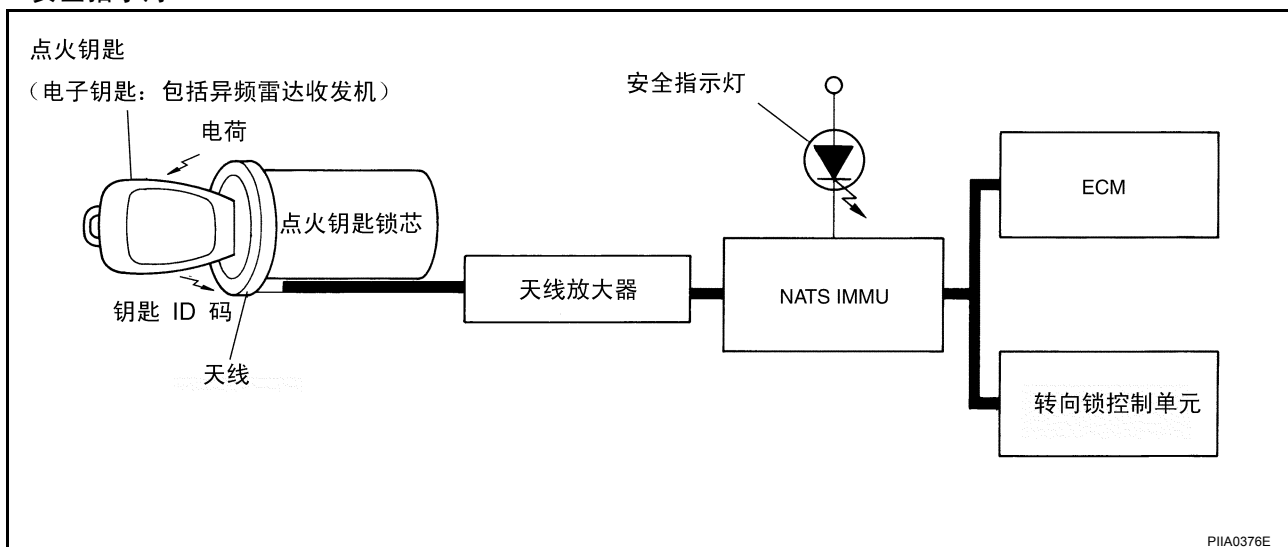 点火钥匙
（电子钥匙：包括异频雷达收发机）
电荷
安全指示灯
点火钥匙锁芯
ECM
天线放大器
NATS IMMU
钥匙 ID 码
天线
转向锁控制单元
PIIA0376E